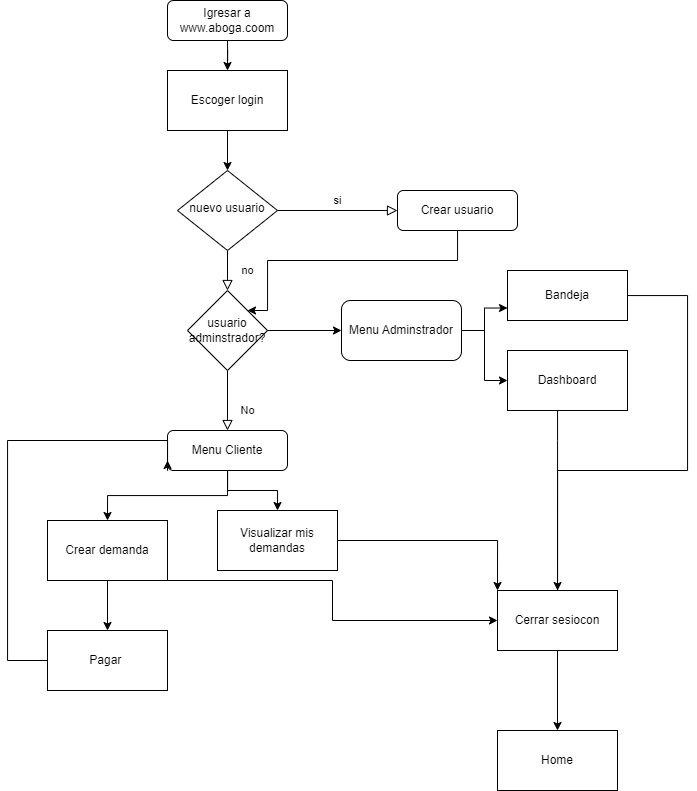 Igresar a
www.aboga.coom
Escoger login
nuevo usuario
si
Crear usuario
no
usuario
adminstrador?
Menu Adminstrador
Bandeja
Dashboard
No
Menu Cliente
Crear demanda
Visualizar mis
demandas
Cerrar sesiocon
Pagar
Home